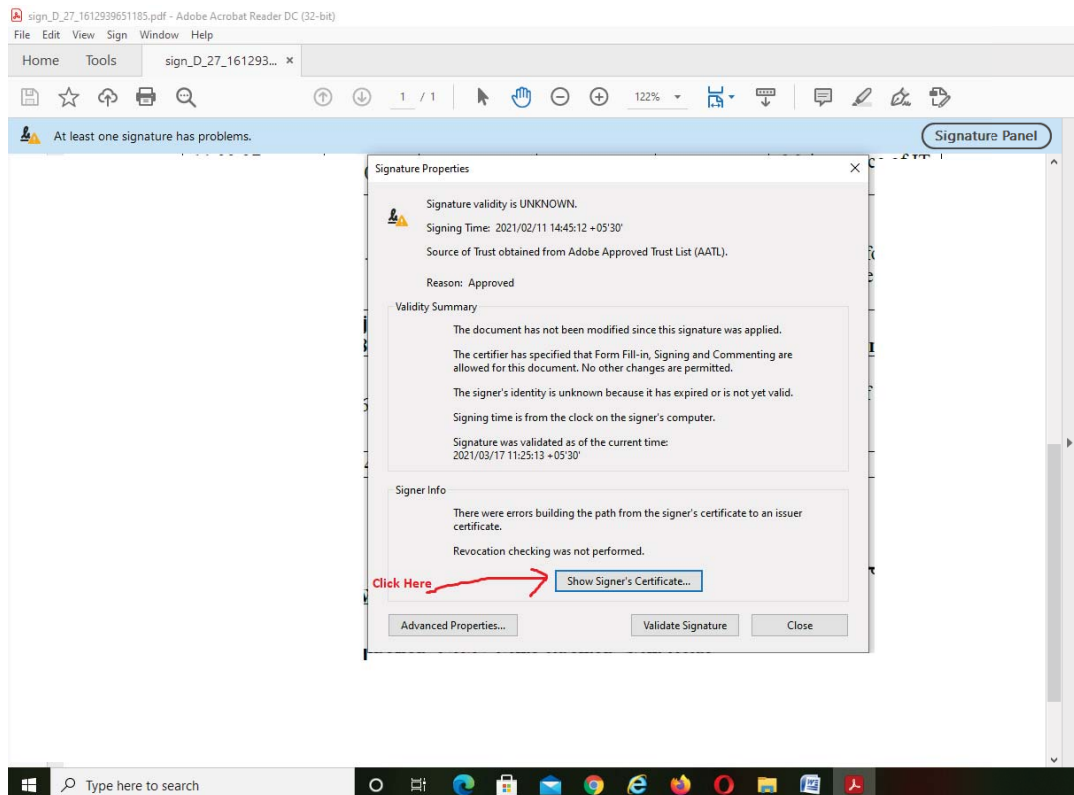 sign_D_27_1612939651185.pdf - Adobe Acrobat Reader DC (32-bit)
File Edit View Sign Window Help
Home Tools sign_D_27_161293... ×
1 / 1 122%
At least one signature has problems. Signature Panel
Signature Properties
Signature validity is UNKNOWN.
Signing Time: 2021/02/11 14:45:12 +05'30'
Source of Trust obtained from Adobe Approved Trust List (AATL).
Reason: Approved
Validity Summary
The document has not been modified since this signature was applied.
The certifier has specified that Form Fill-in, Signing and Commenting are
allowed for this document. No other changes are permitted.
The signer's identity is unknown because it has expired or is not yet valid.
Signing time is from the clock on the signer's computer.
Signature was validated as of the current time:
2021/03/17 11:25:13 +05'30'
Signer Info
There were errors building the path from the signer's certificate to an issuer
certificate.
Revocation checking was not performed.
Click Here Show Signer's Certificate...
Advanced Properties... Validate Signature Close
Type here to search